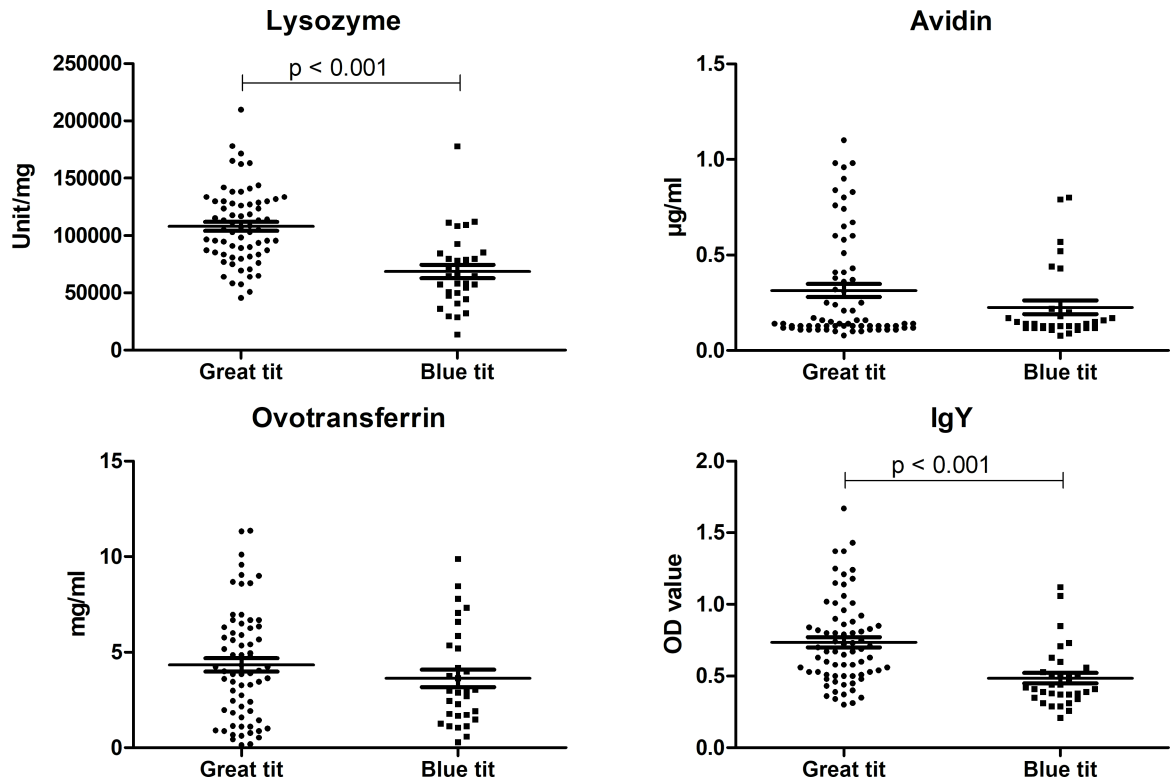 Lysozyme
250000
200000
150000
100000
50000
0
Unit/mg
p < 0.001
Great tit
Blue tit
Avidin
1.5
1.0
0.5
0.0
µg/ml
Great tit
Blue tit
Ovotransferrin
15
10
5
0
mg/ml
Great tit
Blue tit
IgY
2.0
1.5
1.0
0.5
0.0
OD value
p < 0.001
Great tit
Blue tit